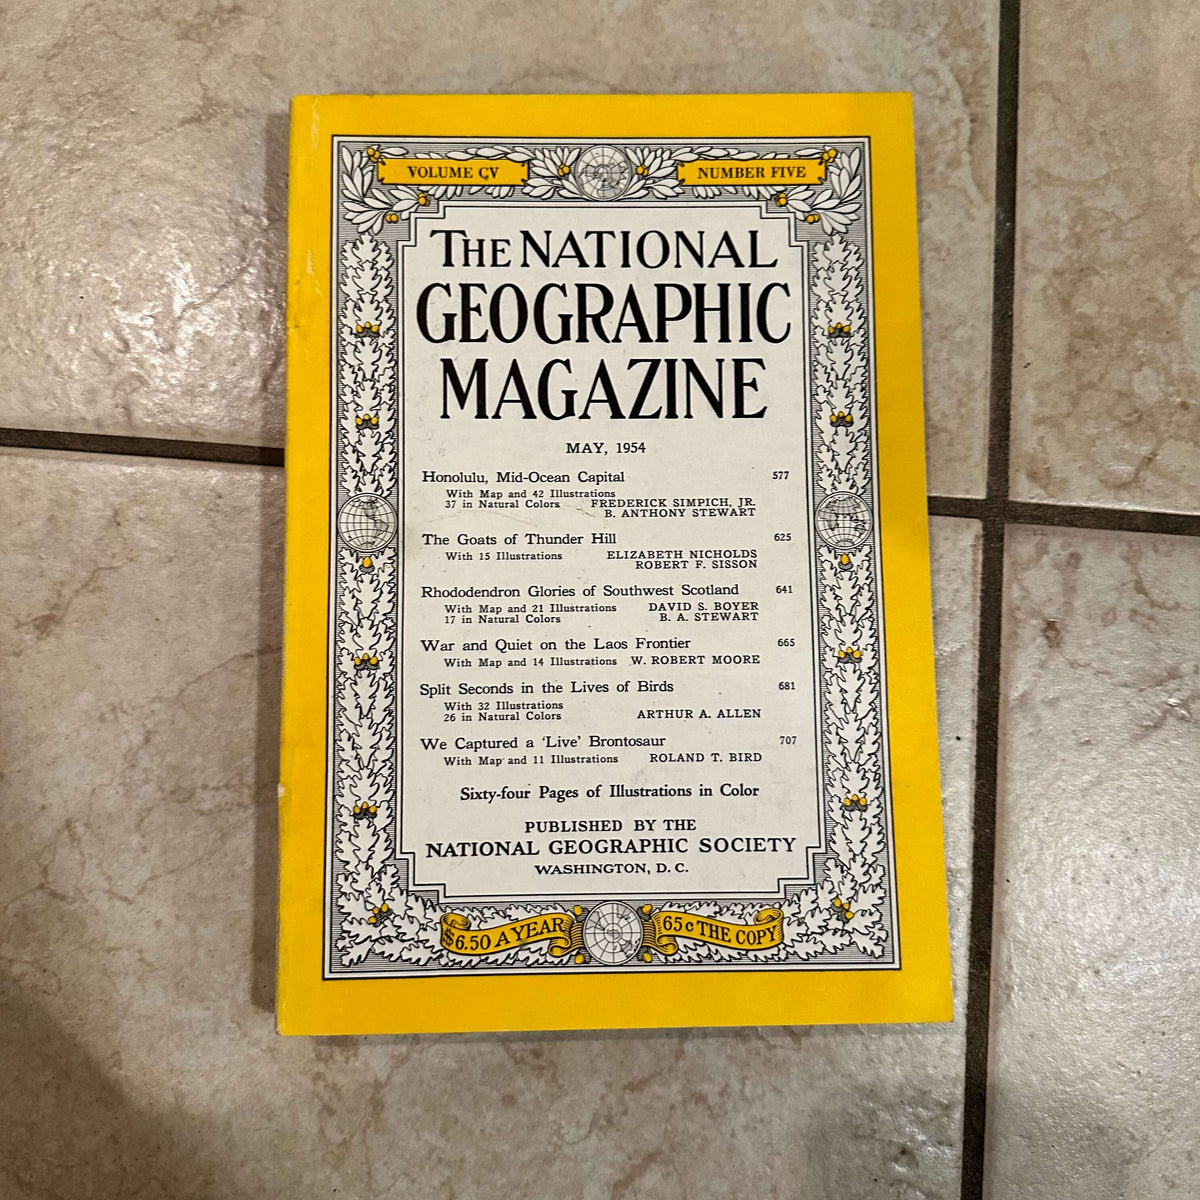 VOLUME CV NUMBER FIVE
THE NATIONAL
GEOGRAPHIC
MAGAZINE
MAY, 1954
Honolulu, Mid-Ocean Capital 577
With Map and 42 Illustrations
37 in Natural Colors FREDERICK SIMPICH, JR.
B. ANTHONY STEWART
The Goats of Thunder Hill 625
With 15 Illustrations ELIZABETH NICHOLDS
ROBERT F. SISSON
Rhododendron Glories of Southwest Scotland 641
With Map and 21 Illustrations DAVID S. BOYER
17 in Natural Colors B. A. STEWART
War and Quiet on the Laos Frontier 665
With Map and 14 Illustrations W. ROBERT MOORE
Split Seconds in the Lives of Birds 681
With 32 Illustrations
26 in Natural Colors ARTHUR A. ALLEN
We Captured a 'Live' Brontosaur 707
With Map and 11 Illustrations ROLAND T. BIRD
Sixty-four Pages of Illustrations in Color
PUBLISHED BY THE
NATIONAL GEOGRAPHIC SOCIETY
WASHINGTON, D. C.
$6.50 A YEAR 65¢ THE COPY